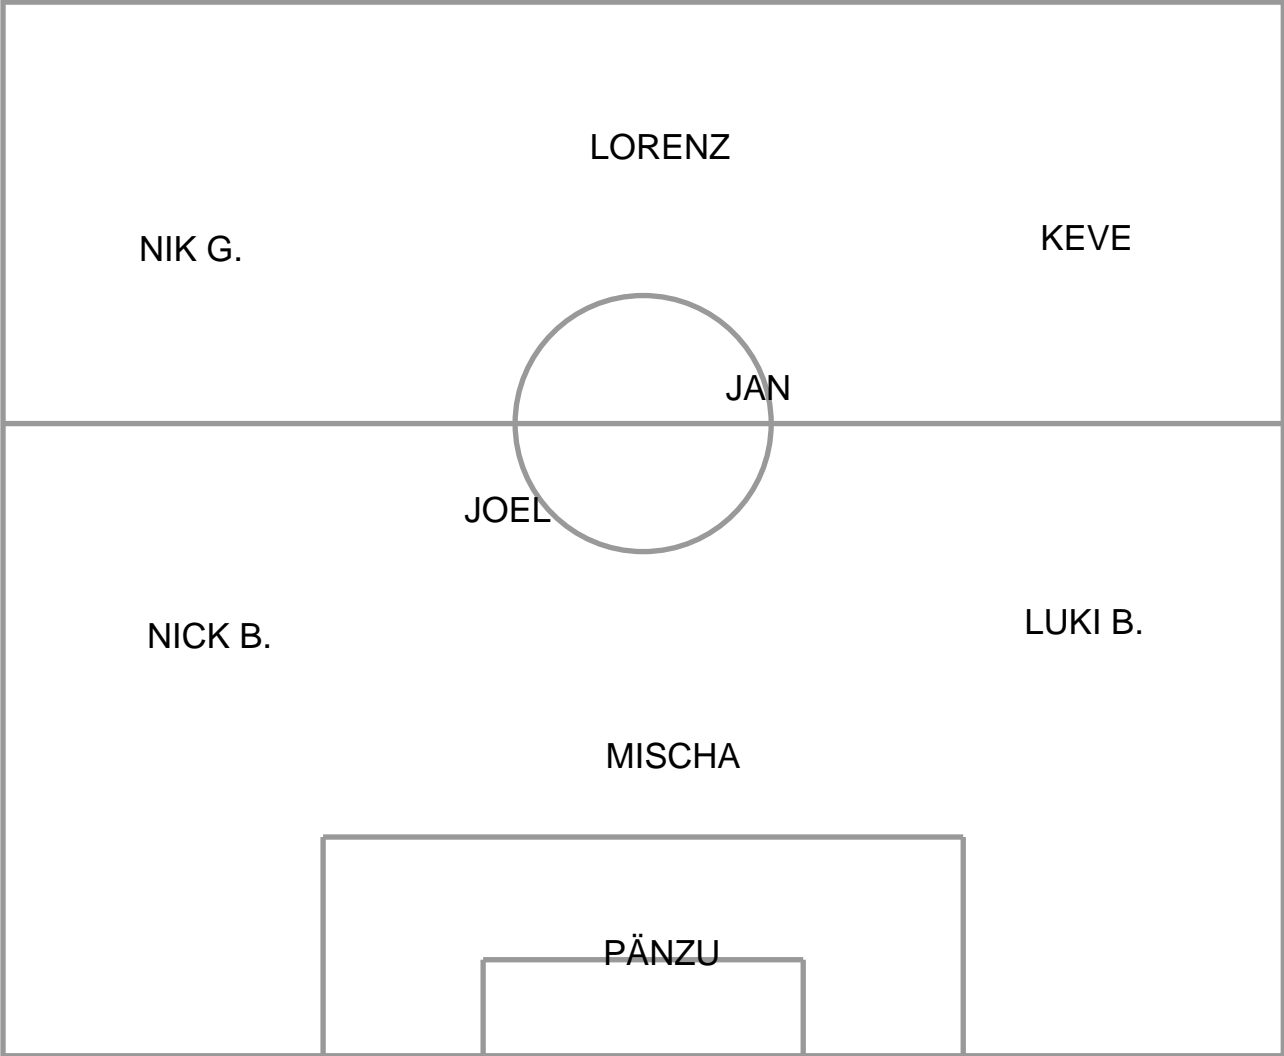 LORENZ
NIK G.
KEVE
JAN
JOEL
NICK B.
LUKI B.
MISCHA
PÄNZU